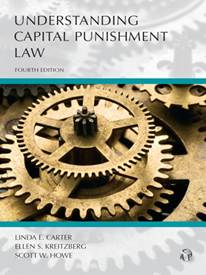 UNDERSTANDING
CAPITAL PUNISHMENT
LAW
FOURTH EDITION
LINDA E. CARTER
ELLEN S. KREITZBERG
SCOTT W. HOWE